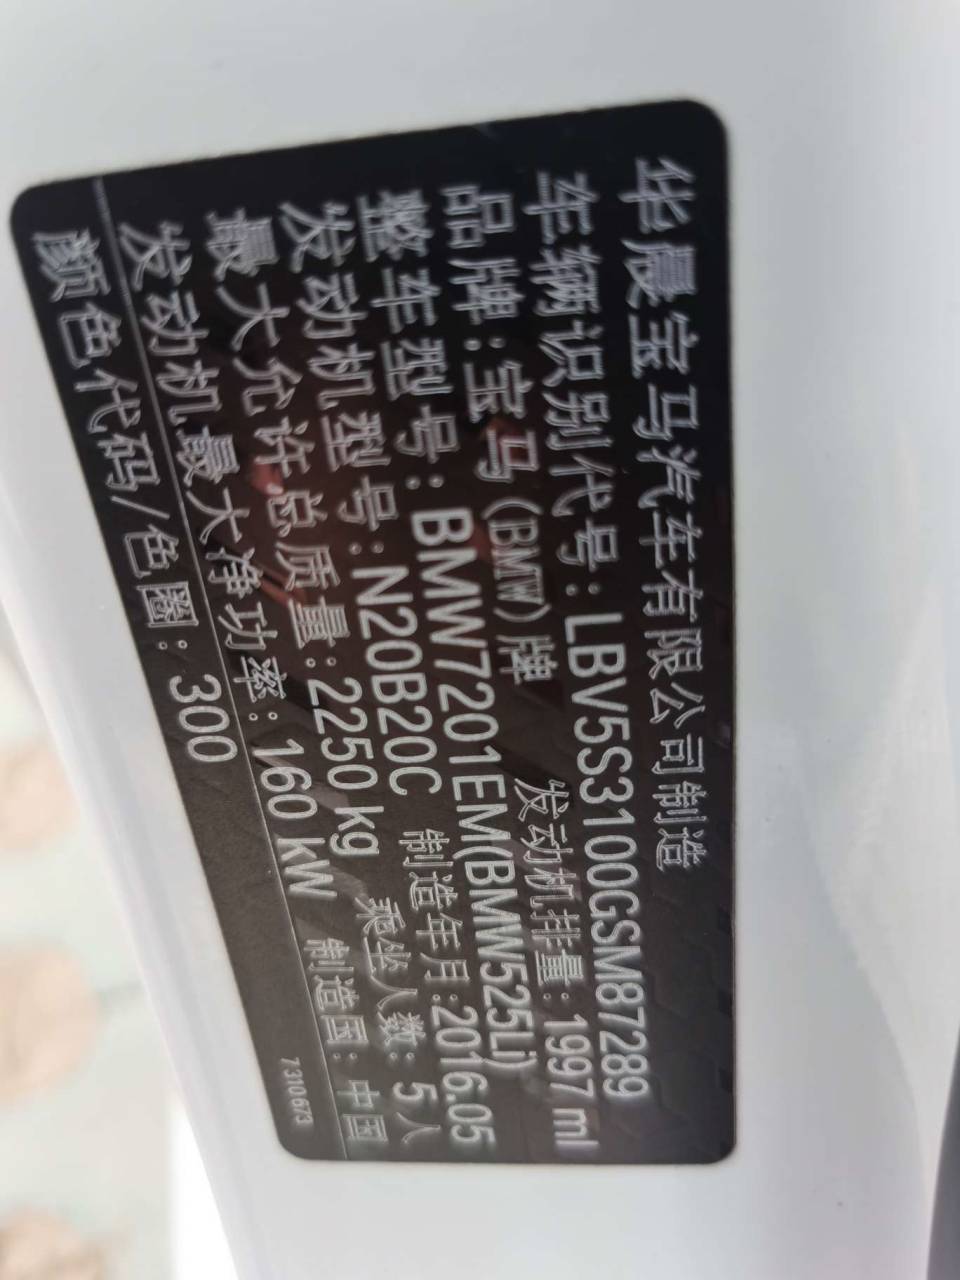 华晨宝马汽车有限公司制造
车辆识别代号：LBV5S3100GSM87289
品牌：宝马（BMW）牌 发动机排量：1997 ml
整车型号：BMW7201EM(BMW525Li)
发动机型号：N20B20C 制造年月：2016.05
最大允许总质量：2250 kg 乘坐人数：5人
发动机最大净功率：160 kW 制造国：中国
颜色代码/色圈：300
7310673